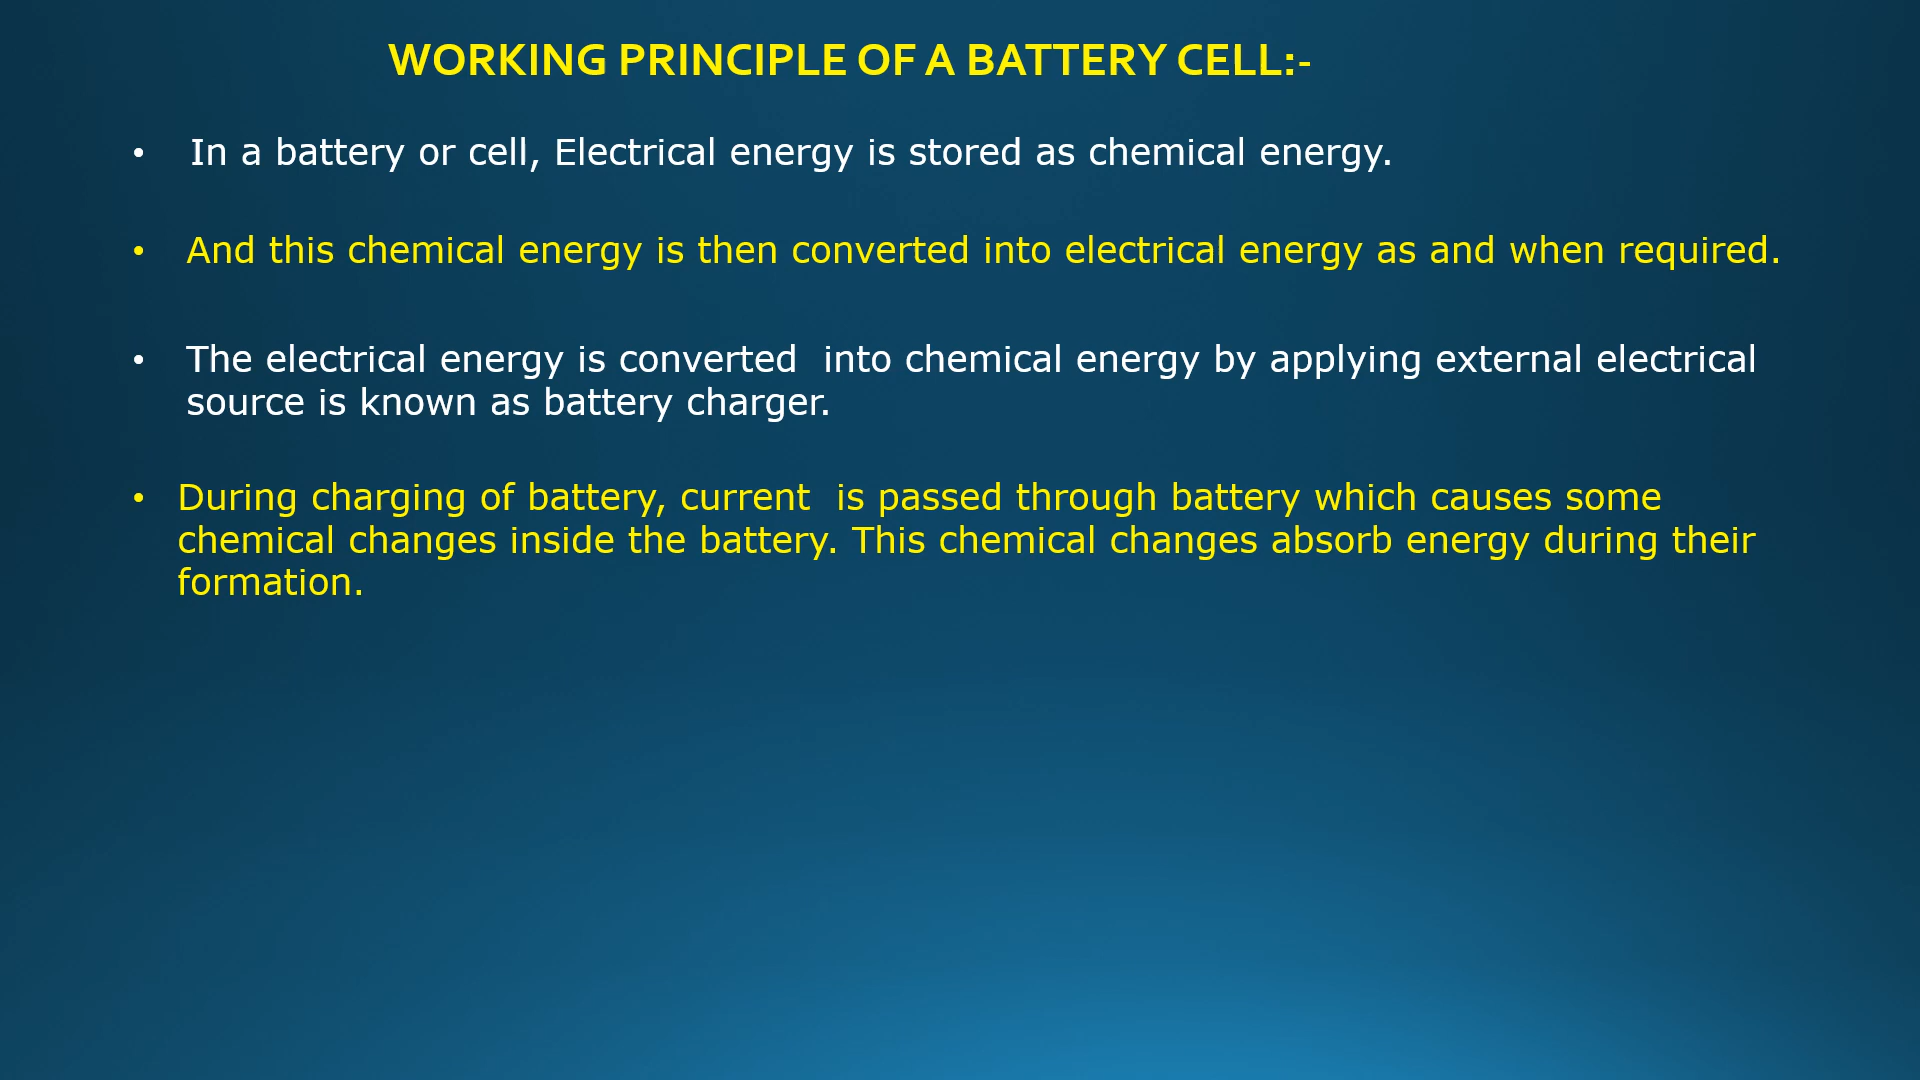 WORKING PRINCIPLE OF A BATTERY CELL:-
• In a battery or cell, Electrical energy is stored as chemical energy.
• And this chemical energy is then converted into electrical energy as and when required.
• The electrical energy is converted  into chemical energy by applying external electrical
source is known as battery charger.
• During charging of battery, current  is passed through battery which causes some
chemical changes inside the battery. This chemical changes absorb energy during their
formation.